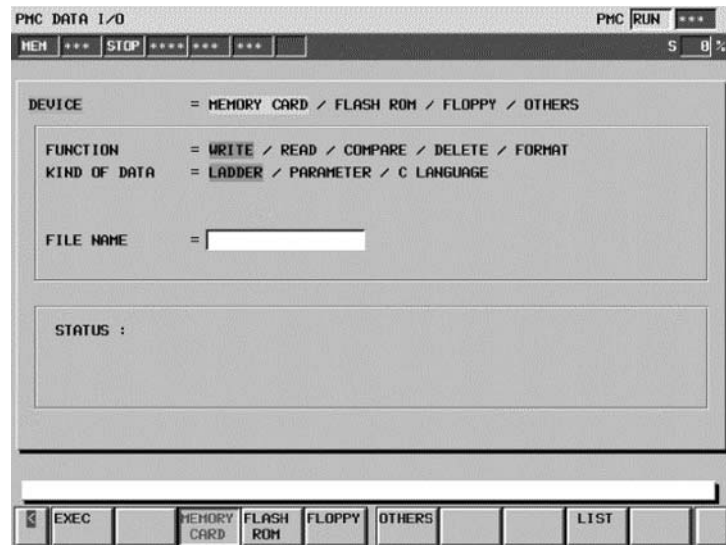 PMC DATA I/O PMC RUN ***
MEM *** STOP **** *** *** S 0 %
DEVICE = MEMORY CARD / FLASH ROM / FLOPPY / OTHERS
FUNCTION = WRITE / READ / COMPARE / DELETE / FORMAT
KIND OF DATA = LADDER / PARAMETER / C LANGUAGE
FILE NAME =
STATUS :
< EXEC MEMORY CARD FLASH ROM FLOPPY OTHERS LIST